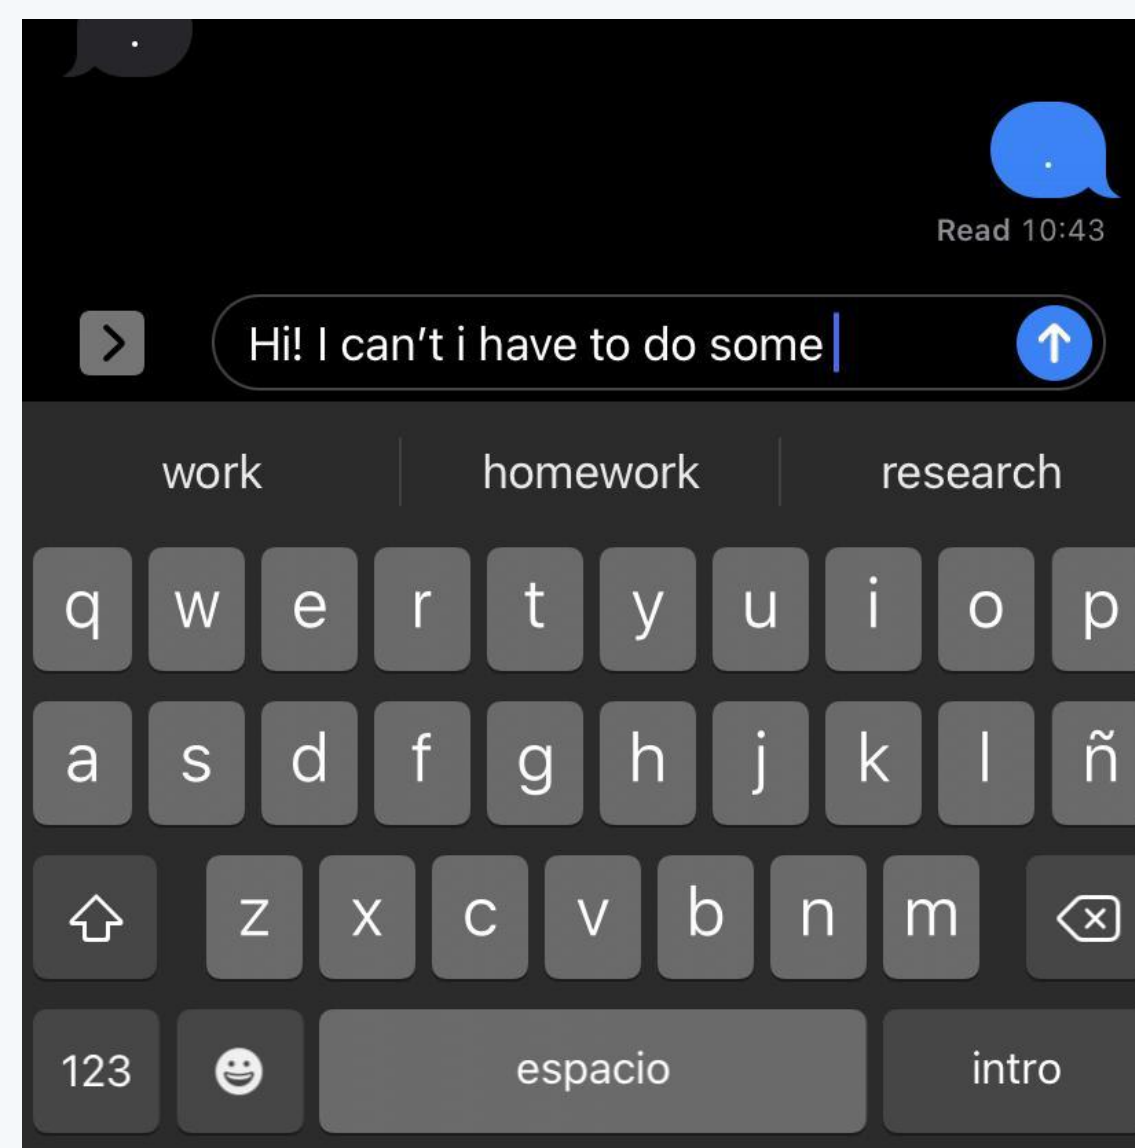 .
.
Read 10:43
Hi! I can’t i have to do some
work homework research
q w e r t y u i o p
a s d f g h j k l ñ
z x c v b n m
123 espacio intro